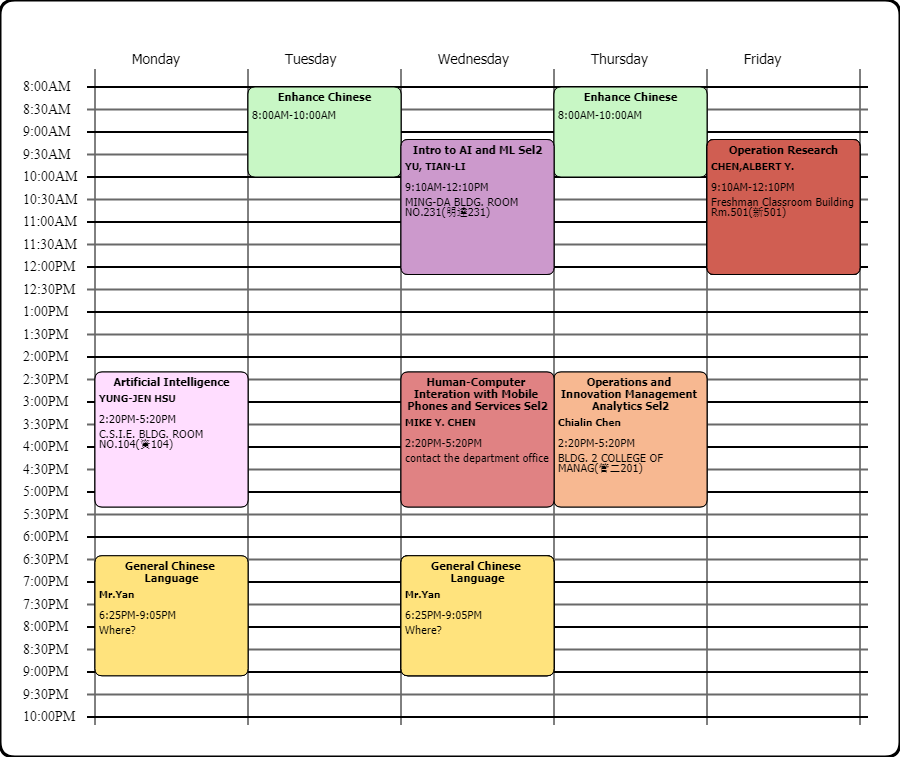 Monday Tuesday Wednesday Thursday Friday
8:00AM
8:30AM
9:00AM
9:30AM
10:00AM
10:30AM
11:00AM
11:30AM
12:00PM
12:30PM
1:00PM
1:30PM
2:00PM
2:30PM
3:00PM
3:30PM
4:00PM
4:30PM
5:00PM
5:30PM
6:00PM
6:30PM
7:00PM
7:30PM
8:00PM
8:30PM
9:00PM
9:30PM
10:00PM
Artificial Intelligence
YUNG-JEN HSU
2:20PM-5:20PM
C.S.I.E. BLDG. ROOM
NO.104(資104)
General Chinese
Language
Mr.Yan
6:25PM-9:05PM
Where?
Enhance Chinese
8:00AM-10:00AM
Intro to AI and ML Sel2
YU, TIAN-LI
9:10AM-12:10PM
MING-DA BLDG. ROOM
NO.231(明達231)
Human-Computer
Interation with Mobile
Phones and Services Sel2
MIKE Y. CHEN
2:20PM-5:20PM
contact the department office
General Chinese
Language
Mr.Yan
6:25PM-9:05PM
Where?
Enhance Chinese
8:00AM-10:00AM
Operations and
Innovation Management
Analytics Sel2
Chialin Chen
2:20PM-5:20PM
BLDG. 2 COLLEGE OF
MANAG(管二201)
Operation Research
CHEN,ALBERT Y.
9:10AM-12:10PM
Freshman Classroom Building
Rm.501(新501)